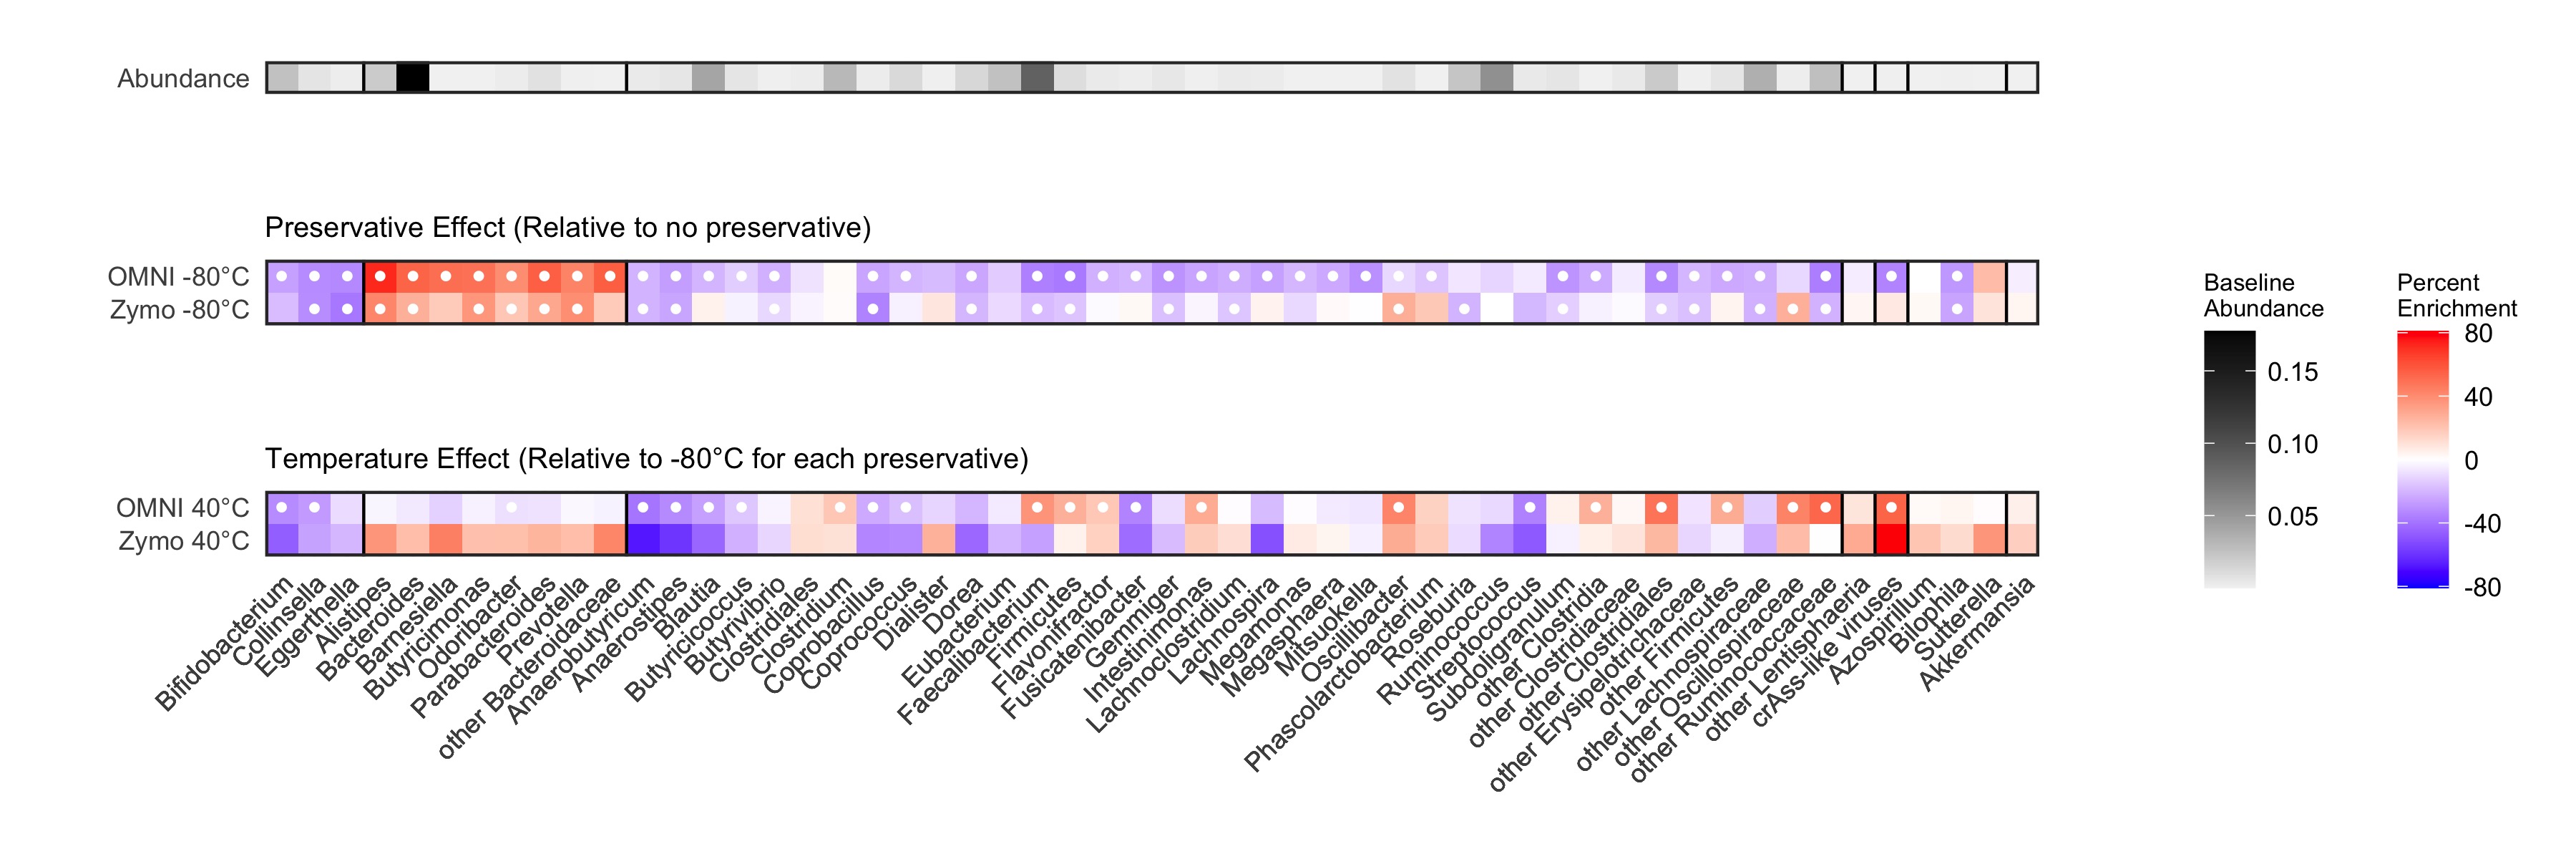 Abundance
Preservative Effect (Relative to no preservative)
OMNI -80°C
Zymo -80°C
Temperature Effect (Relative to -80°C for each preservative)
OMNI 40°C
Zymo 40°C
Bifidobacterium
Collinsella
Eggerthella
Alistipes
Bacteroides
Barnesiella
Butyricimonas
Odoribacter
Parabacteroides
Prevotella
other Bacteroidaceae
Anaerobutyricum
Anaerostipes
Blautia
Butyricicoccus
Butyrivibrio
Clostridiales
Clostridium
Coprobacillus
Coprococcus
Dialister
Dorea
Eubacterium
Faecalibacterium
Firmicutes
Flavonifractor
Fusicatenibacter
Gemmiger
Intestinimonas
Lachnoclostridium
Lachnospira
Megamonas
Megasphaera
Mitsuokella
Oscillibacter
Phascolarctobacterium
Roseburia
Ruminococcus
Streptococcus
Subdoligranulum
other Clostridia
other Clostridiaceae
other Clostridiales
other Erysipelotrichaceae
other Firmicutes
other Lachnospiraceae
other Oscillospiraceae
other Ruminococcaceae
other Lentisphaeria
crAss-like viruses
Azospirillum
Bilophila
Sutterella
Akkermansia
Baseline
Abundance
0.15
0.10
0.05
Percent
Enrichment
80
40
0
-40
-80